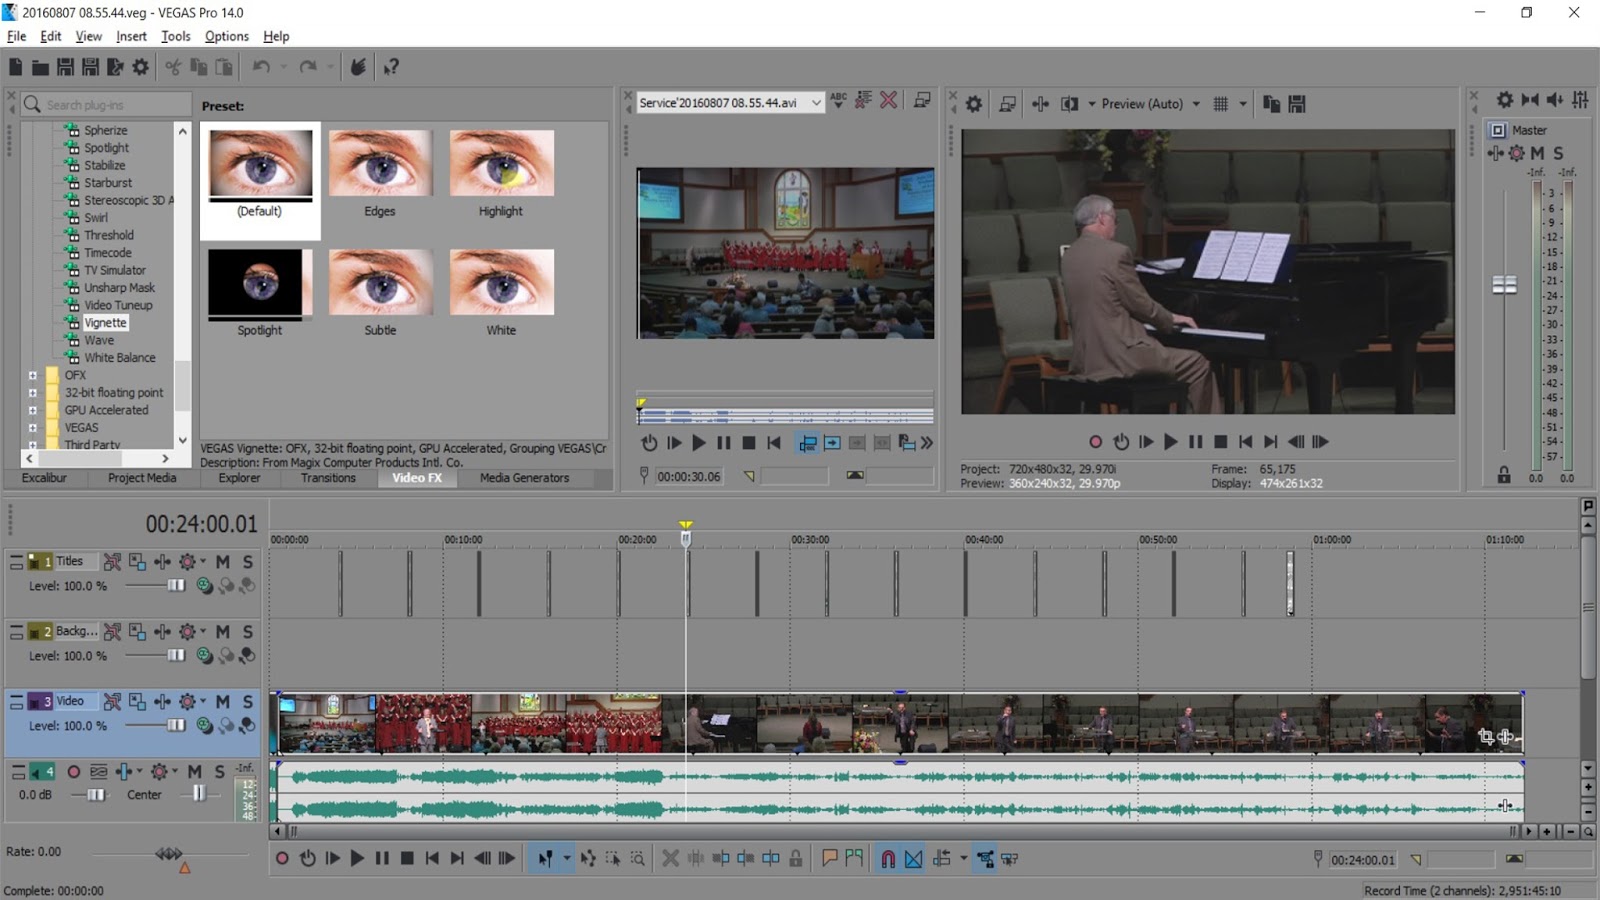 20160807 08.55.44.veg - VEGAS Pro 14.0
File Edit View Insert Tools Options Help
Search plug-ins
Spherize
Spotlight
Stabilize
Starburst
Stereoscopic 3D A
Swirl
Threshold
Timecode
TV Simulator
Unsharp Mask
Video Tuneup
Vignette
Wave
White Balance
OFX
32-bit floating point
GPU Accelerated
VEGAS
Third Party
Preset:
(Default) Edges Highlight
Spotlight Subtle White
VEGAS Vignette: OFX, 32-bit floating point, GPU Accelerated, Grouping VEGAS\Cr
Description: From Magix Computer Products Intl. Co.
Excalibur Project Media Explorer Transitions Video FX Media Generators
Service'20160807 08.55.44.avi ABC
00:00:30.06
Preview (Auto)
Project: 720x480x32, 29.970i Frame: 65,175
Preview: 360x240x32, 29.970p Display: 474x261x32
Master
M S
-Inf. -Inf.
3
6
9
12
15
18
21
24
27
30
33
36
39
42
45
48
51
54
57
0.0 0.0
00:24:00.01
00:00:00 00:10:00 00:20:00 00:30:00 00:40:00 00:50:00 01:00:00 01:10:00
1 Titles M S
Level: 100.0 %
2 Backg... M S
Level: 100.0 %
3 Video M S
Level: 100.0 %
4 M S -Inf.
12
24
36
48
0.0 dB Center
Rate: 0.00
00:24:00.01
Complete: 00:00:00
Record Time (2 channels): 2,951:45:10